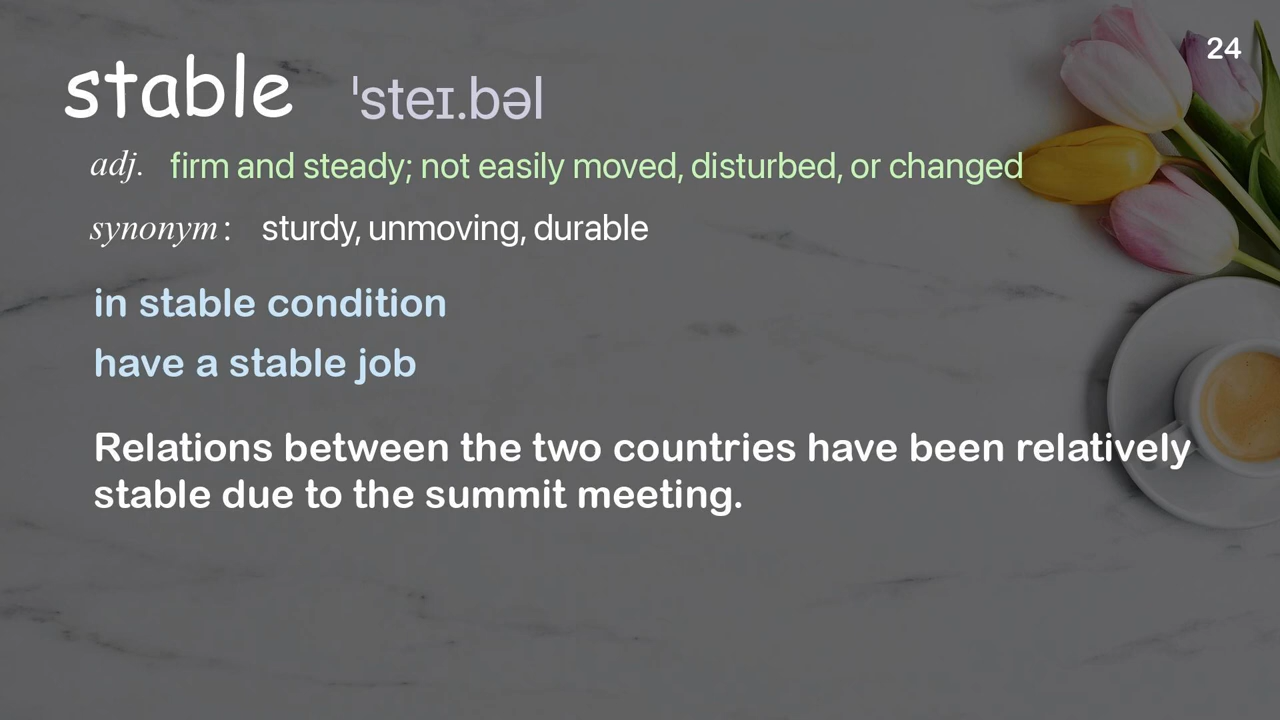 24
stable ˈsteɪ.bəl
adj. firm and steady; not easily moved, disturbed, or changed
synonym: sturdy, unmoving, durable
in stable condition
have a stable job
Relations between the two countries have been relatively
stable due to the summit meeting.